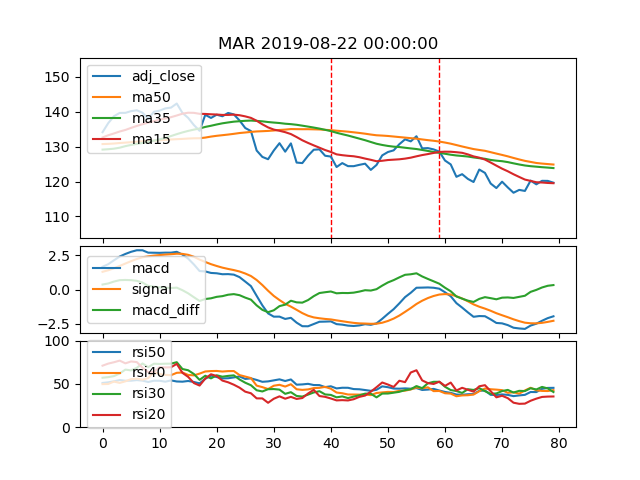 MAR 2019-08-22 00:00:00
150
140
130
120
110
adj_close
ma50
ma35
ma15
2.5
0.0
−2.5
macd
signal
macd_diff
100
50
0
rsi50
rsi40
rsi30
rsi20
0 10 20 30 40 50 60 70 80